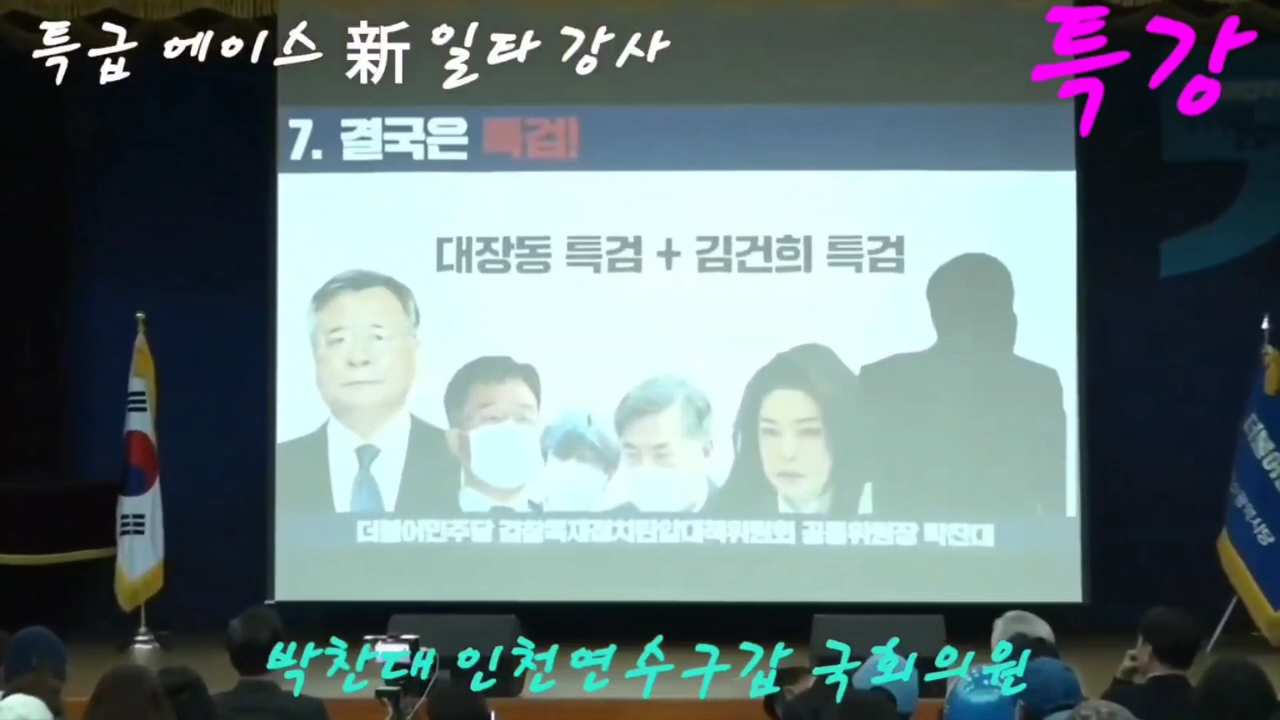 특급 에이스 新 일타 강사
특강
7. 결국은 특검!
대장동 특검 + 김건희 특검
더불어민주당 검찰독재정치탄압대책위원회 공동위원장 박찬대
박찬대 인천연수구갑 국회의원